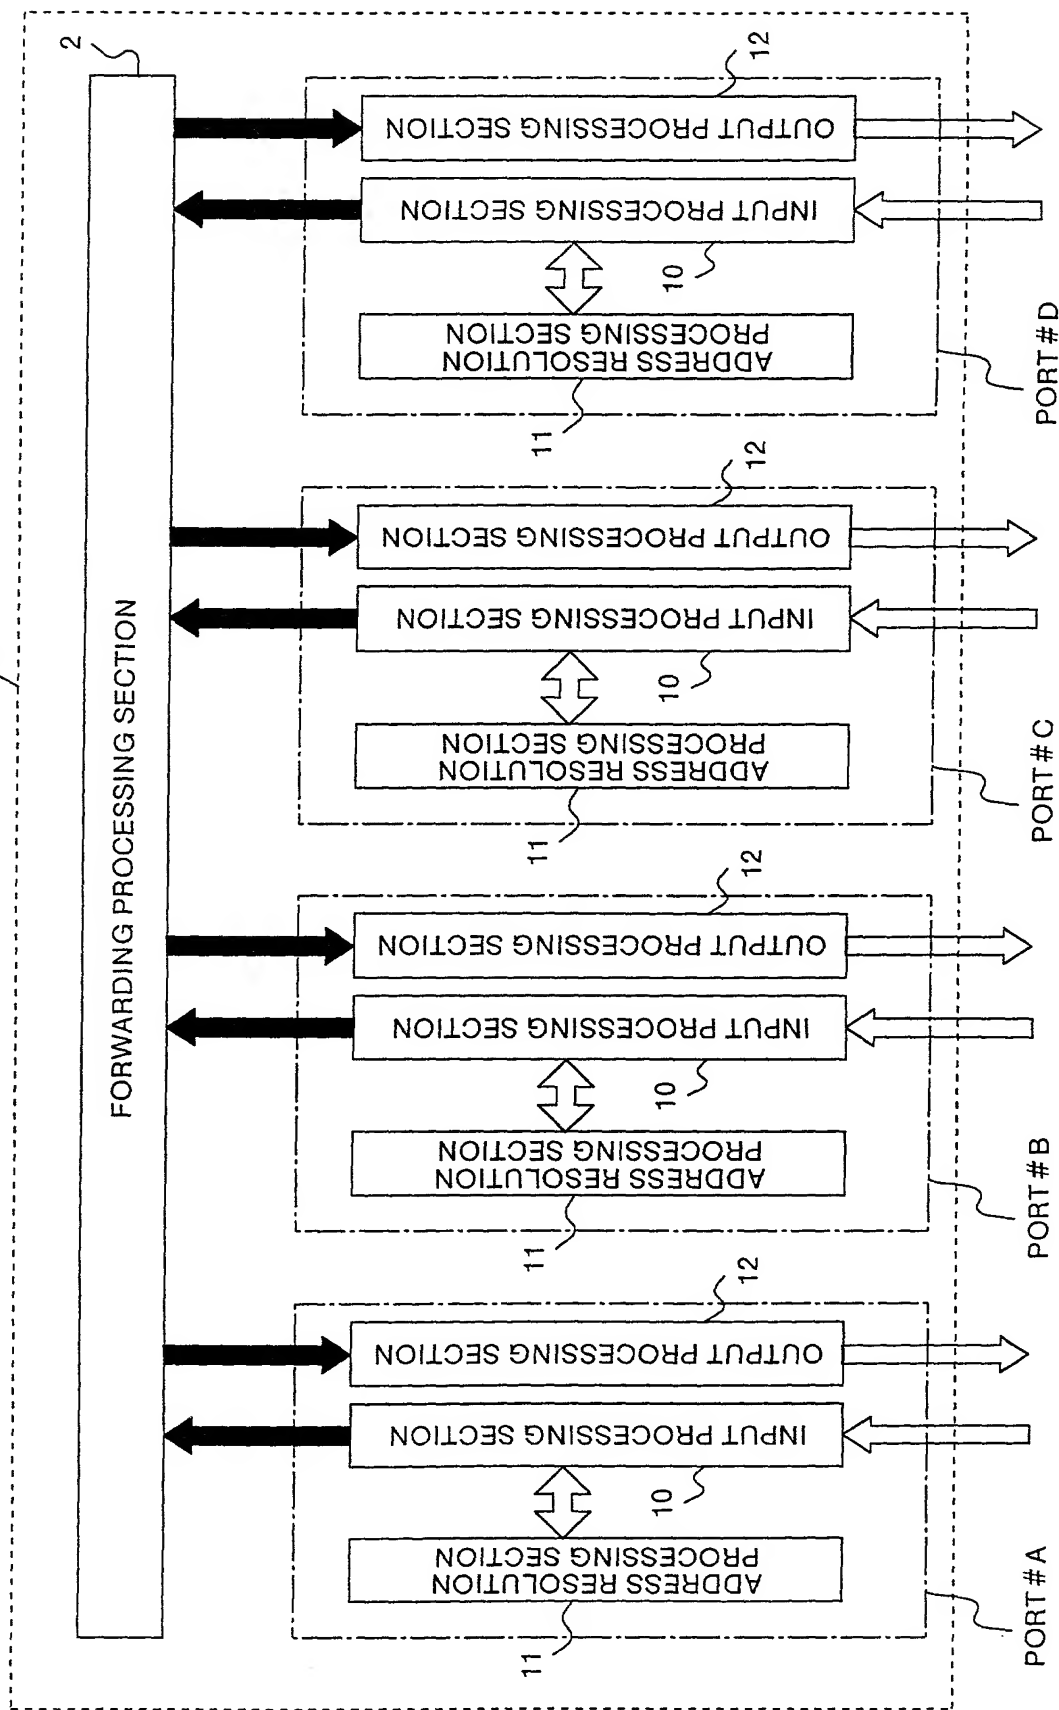 2
FORWARDING PROCESSING SECTION
11
ADDRESS RESOLUTION
PROCESSING SECTION
10
INPUT PROCESSING SECTION
OUTPUT PROCESSING SECTION
12
PORT#A
11
ADDRESS RESOLUTION
PROCESSING SECTION
10
INPUT PROCESSING SECTION
OUTPUT PROCESSING SECTION
12
PORT#B
11
ADDRESS RESOLUTION
PROCESSING SECTION
10
INPUT PROCESSING SECTION
OUTPUT PROCESSING SECTION
12
PORT#C
11
ADDRESS RESOLUTION
PROCESSING SECTION
10
INPUT PROCESSING SECTION
OUTPUT PROCESSING SECTION
12
PORT#D